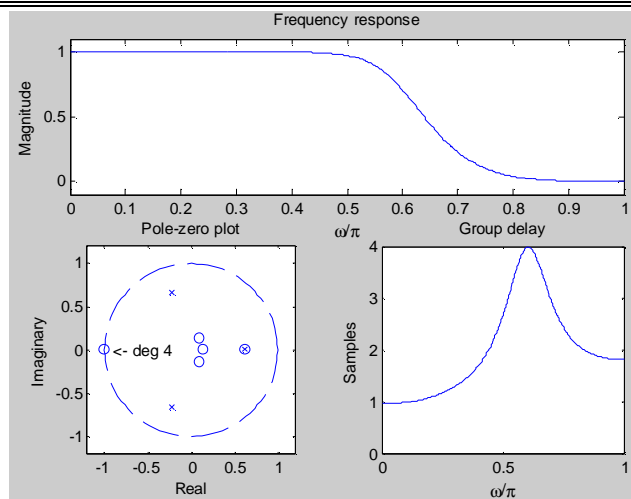 Frequency response
Magnitude
1
0.5
0
0 0.1 0.2 0.3 0.4 0.5 0.6 0.7 0.8 0.9 1
ω/π
Pole-zero plot
Imaginary
1
0.5
0
-0.5
-1
<- deg 4
-1 -0.5 0 0.5 1
Real
Group delay
Samples
4
3
2
1
0
0 0.5 1
ω/π